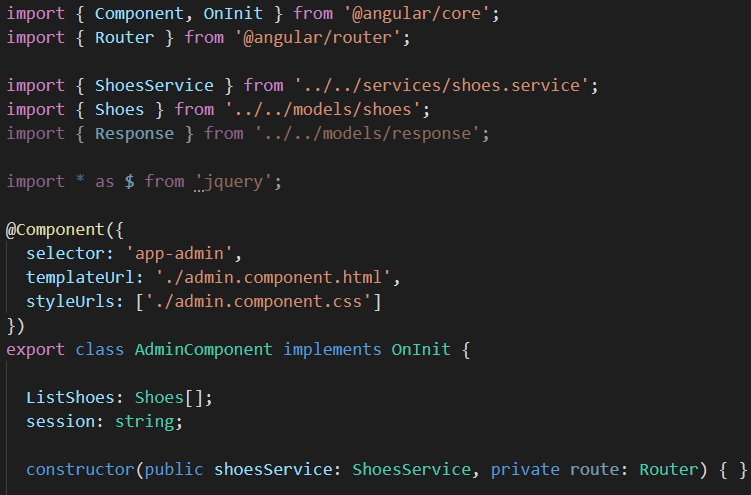 import { Component, OnInit } from '@angular/core';
import { Router } from '@angular/router';
import { ShoesService } from '../../services/shoes.service';
import { Shoes } from '../../models/shoes';
import { Response } from '../../models/response';
import * as $ from 'jquery';
@Component({
  selector: 'app-admin',
  templateUrl: './admin.component.html',
  styleUrls: ['./admin.component.css']
})
export class AdminComponent implements OnInit {
  ListShoes: Shoes[];
  session: string;
  constructor(public shoesService: ShoesService, private route: Router) { }